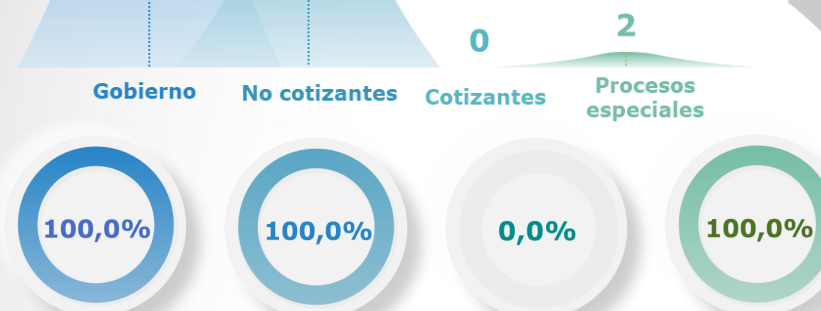 0
2
Gobierno
No cotizantes
Cotizantes
Procesos
especiales
100,0%
100,0%
0,0%
100,0%